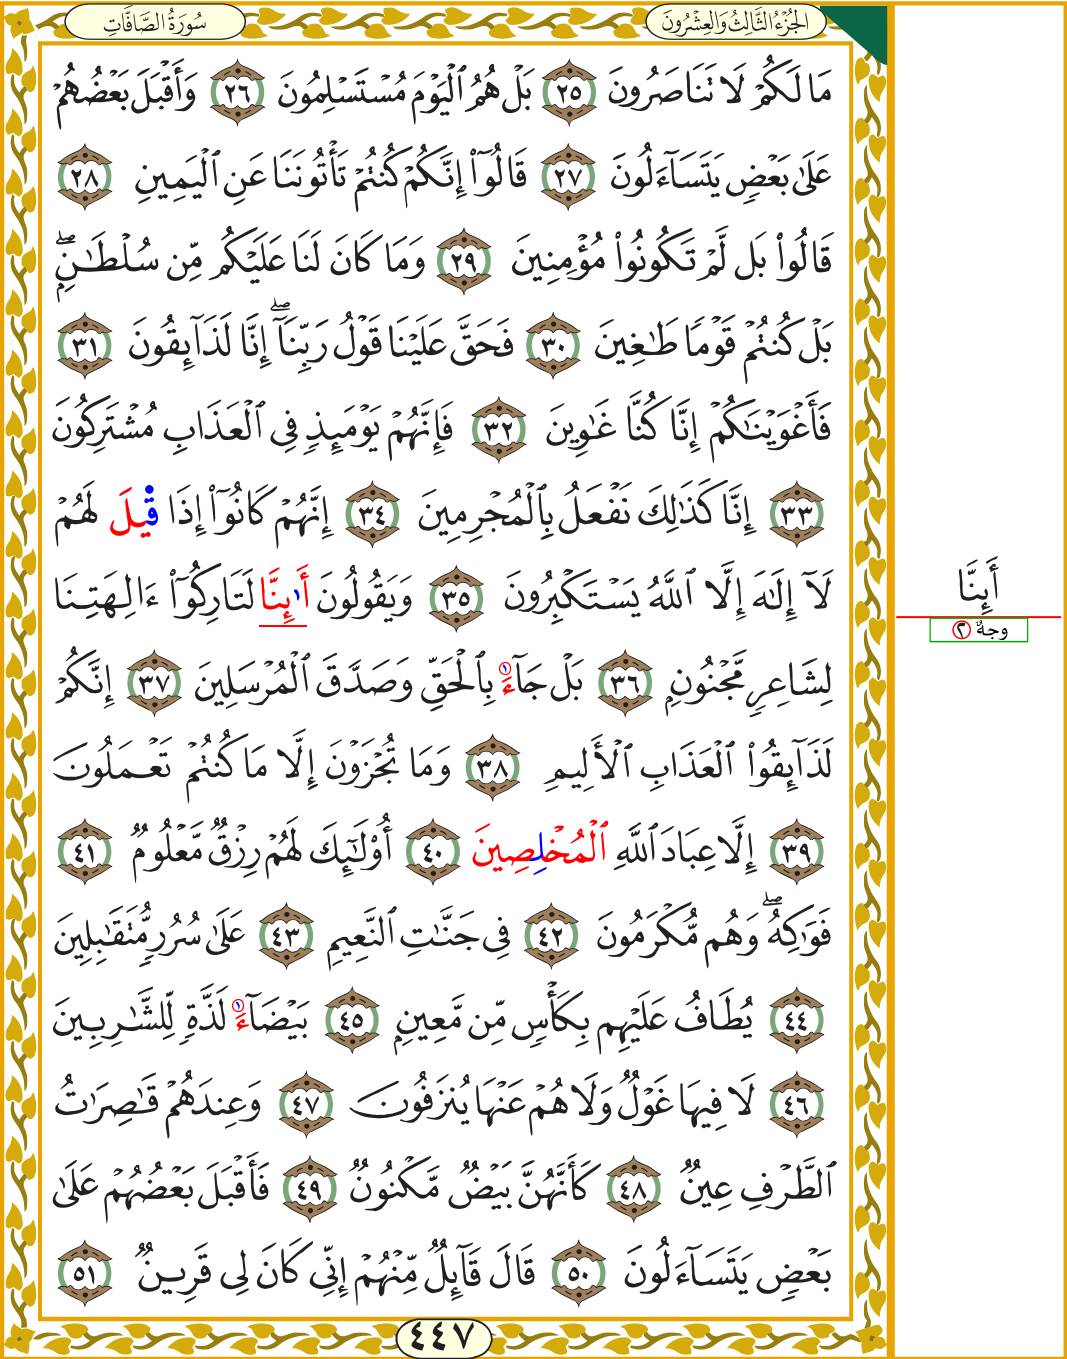 سُورَةُ الصَّافَّاتِ
الجُزْءُ الثَّالِثُ وَالعِشْرُونَ
مَا لَكُمْ لَا تَنَاصَرُونَ ٢٥ بَلْ هُمُ ٱلْيَوْمَ مُسْتَسْلِمُونَ ٢٦ وَأَقْبَلَ بَعْضُهُمْ
عَلَىٰ بَعْضٍ يَتَسَآءَلُونَ ٢٧ قَالُوٓا۟ إِنَّكُمْ كُنتُمْ تَأْتُونَنَا عَنِ ٱلْيَمِينِ ٢٨
قَالُوا۟ بَل لَّمْ تَكُونُوا۟ مُؤْمِنِينَ ٢٩ وَمَا كَانَ لَنَا عَلَيْكُم مِّن سُلْطَـٰنٍۭۖ
بَلْ كُنتُمْ قَوْمًا طَـٰغِينَ ٣٠ فَحَقَّ عَلَيْنَا قَوْلُ رَبِّنَآۖ إِنَّا لَذَآئِقُونَ ٣١
فَأَغْوَيْنَـٰكُمْ إِنَّا كُنَّا غَـٰوِينَ ٣٢ فَإِنَّهُمْ يَوْمَئِذٍ فِى ٱلْعَذَابِ مُشْتَرِكُونَ
٣٣ إِنَّا كَذَٰلِكَ نَفْعَلُ بِٱلْمُجْرِمِينَ ٣٤ إِنَّهُمْ كَانُوٓا۟ إِذَا قِيلَ لَهُمْ
لَآ إِلَـٰهَ إِلَّا ٱللَّهُ يَسْتَكْبِرُونَ ٣٥ وَيَقُولُونَ أَىِٕنَّا لَتَارِكُوٓا۟ ءَالِهَتِنَا
لِشَاعِرٍ مَّجْنُونٍۭ ٣٦ بَلْ جَآءَ بِٱلْحَقِّ وَصَدَّقَ ٱلْمُرْسَلِينَ ٣٧ إِنَّكُمْ
لَذَآئِقُوا۟ ٱلْعَذَابِ ٱلْأَلِيمِ ٣٨ وَمَا تُجْزَوْنَ إِلَّا مَا كُنتُمْ تَعْمَلُونَ
٣٩ إِلَّا عِبَادَ ٱللَّهِ ٱلْمُخْلِصِينَ ٤٠ أُو۟لَـٰٓئِكَ لَهُمْ رِزْقٌ مَّعْلُومٌ ٤١
فَوَٰكِهُۖ وَهُم مُّكْرَمُونَ ٤٢ فِى جَنَّـٰتِ ٱلنَّعِيمِ ٤٣ عَلَىٰ سُرُرٍ مُّتَقَـٰبِلِينَ
٤٤ يُطَافُ عَلَيْهِم بِكَأْسٍ مِّن مَّعِينٍۭ ٤٥ بَيْضَآءَ لَذَّةٍ لِّلشَّـٰرِبِينَ
٤٦ لَا فِيهَا غَوْلٌ وَلَا هُمْ عَنْهَا يُنزَفُونَ ٤٧ وَعِندَهُمْ قَـٰصِرَٰتُ
ٱلطَّرْفِ عِينٌ ٤٨ كَأَنَّهُنَّ بَيْضٌ مَّكْنُونٌ ٤٩ فَأَقْبَلَ بَعْضُهُمْ عَلَىٰ
بَعْضٍ يَتَسَآءَلُونَ ٥٠ قَالَ قَآئِلٌ مِّنْهُمْ إِنِّى كَانَ لِى قَرِينٌ ٥١
٤٤٧
أَىِٕنَّا
وجهٌ ٢